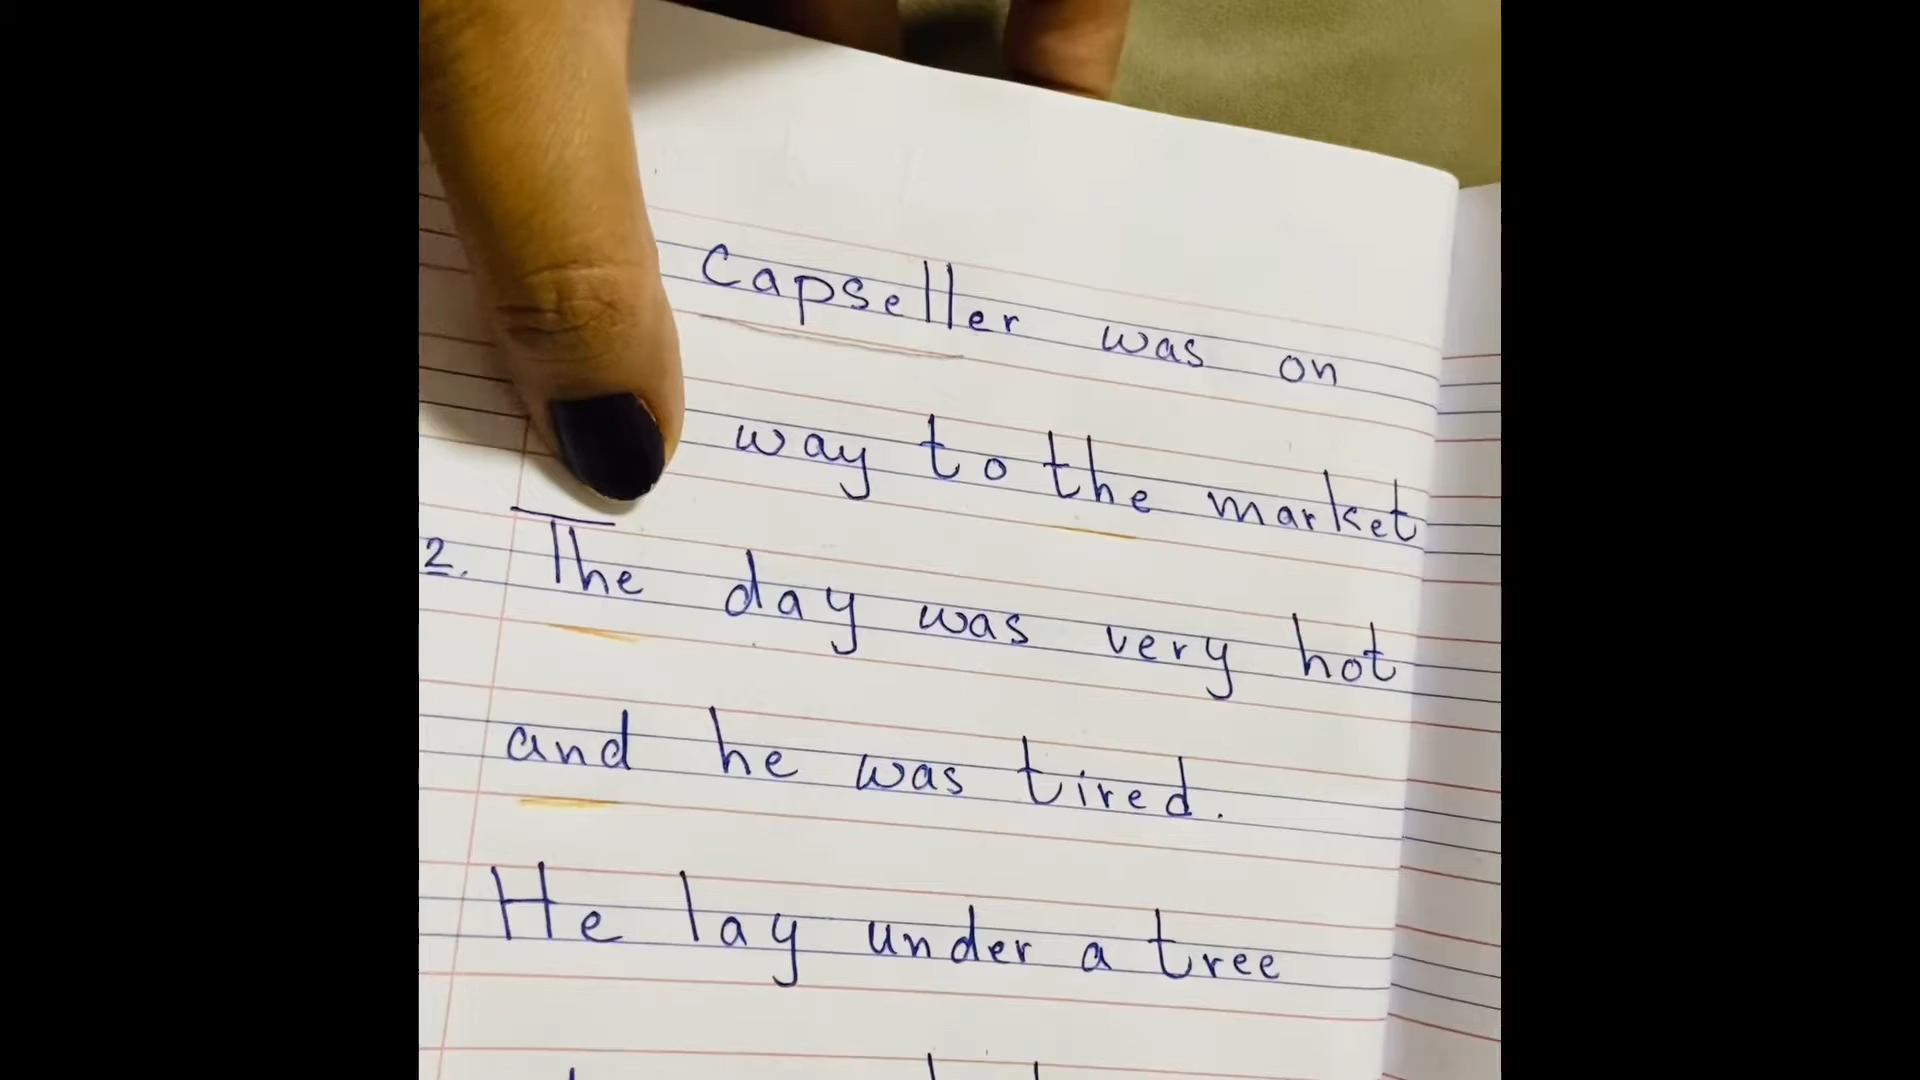 Capseller was on
way to the market
2. The day was very hot
and he was tired.
He lay under a tree